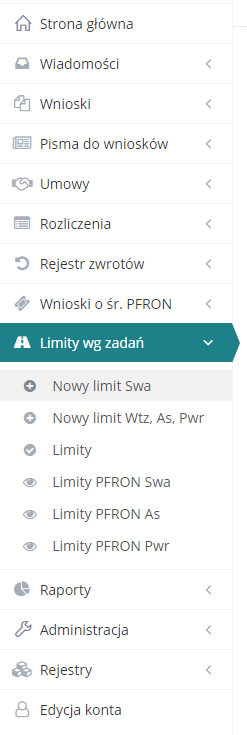 Strona główna
Wiadomości
Wnioski
Pisma do wniosków
Umowy
Rozliczenia
Rejestr zwrotów
Wnioski o śr. PFRON
Limity wg zadań
Nowy limit Swa
Nowy limit Wtz, As, Pwr
Limity
Limity PFRON Swa
Limity PFRON As
Limity PFRON Pwr
Raporty
Administracja
Rejestry
Edycja konta